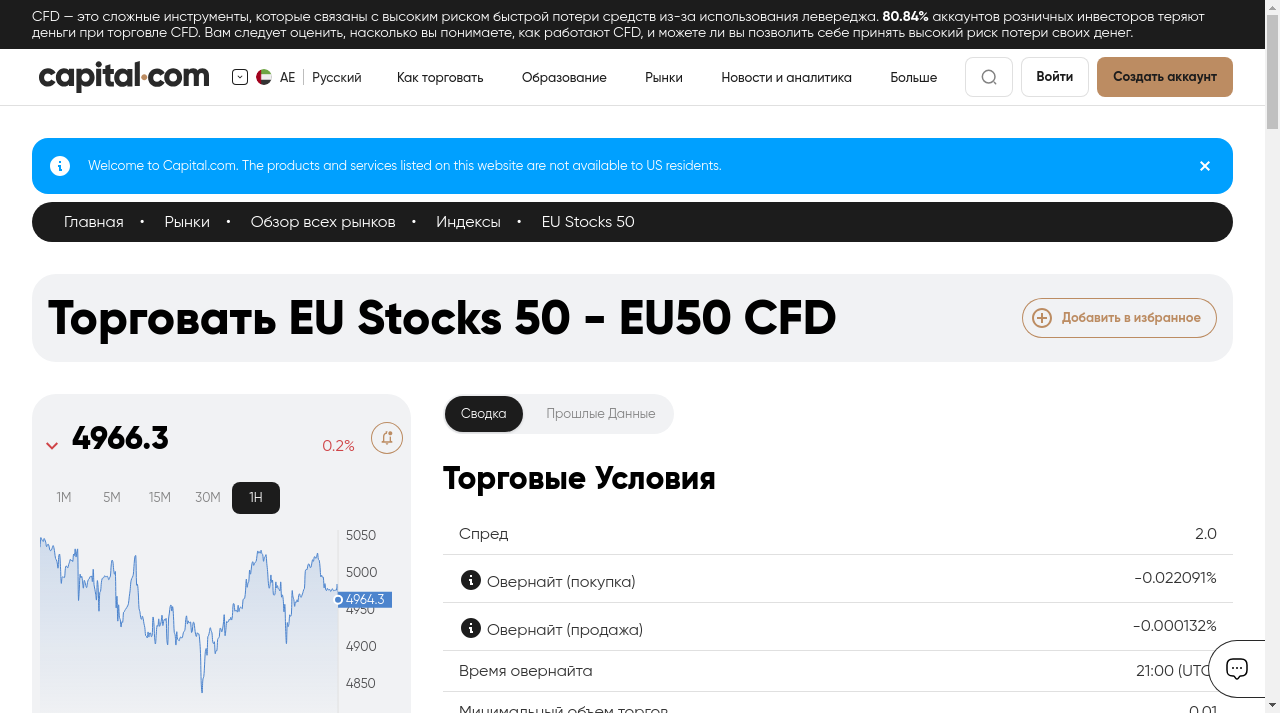 CFD — это сложные инструменты, которые связаны с высоким риском быстрой потери средств из-за использования левереджа. 80.84% аккаунтов розничных инвесторов теряют
деньги при торговле CFD. Вам следует оценить, насколько вы понимаете, как работают CFD, и можете ли вы позволить себе принять высокий риск потери своих денег.
capital.com
AE Русский Как торговать Образование Рынки Новости и аналитика Больше Войти Создать аккаунт
Welcome to Capital.com. The products and services listed on this website are not available to US residents.
Главная • Рынки • Обзор всех рынков • Индексы • EU Stocks 50
Торговать EU Stocks 50 - EU50 CFD
Добавить в избранное
4966.3 0.2%
1M 5M 15M 30M 1H
5050
5000
4964.3
4950
4900
4850
Сводка Прошлые Данные
Торговые Условия
Спред 2.0
Овернайт (покупка) -0.022091%
Овернайт (продажа) -0.000132%
Время овернайта 21:00 (UTC
Минимальный объем торгов 0.01